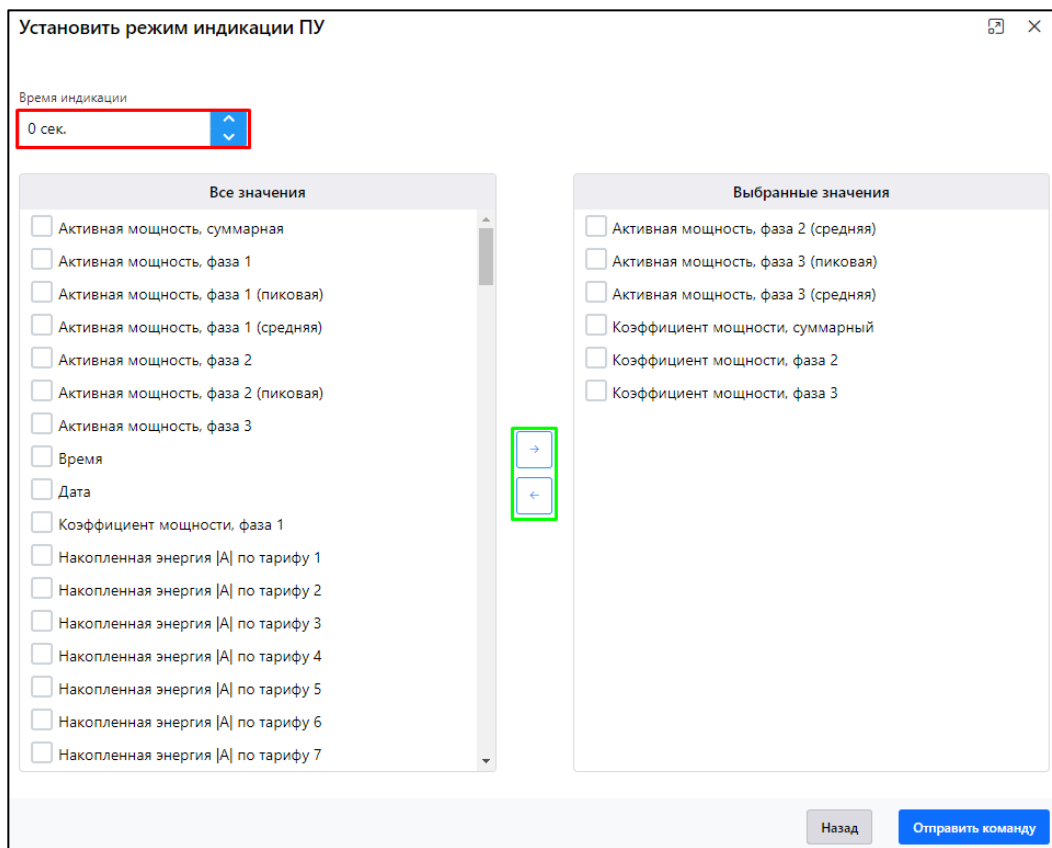 Установить режим индикации ПУ
Время индикации
0 сек.
Все значения
Активная мощность, суммарная
Активная мощность, фаза 1
Активная мощность, фаза 1 (пиковая)
Активная мощность, фаза 1 (средняя)
Активная мощность, фаза 2
Активная мощность, фаза 2 (пиковая)
Активная мощность, фаза 3
Время
Дата
Коэффициент мощности, фаза 1
Накопленная энергия |A| по тарифу 1
Накопленная энергия |A| по тарифу 2
Накопленная энергия |A| по тарифу 3
Накопленная энергия |A| по тарифу 4
Накопленная энергия |A| по тарифу 5
Накопленная энергия |A| по тарифу 6
Накопленная энергия |A| по тарифу 7
Выбранные значения
Активная мощность, фаза 2 (средняя)
Активная мощность, фаза 3 (пиковая)
Активная мощность, фаза 3 (средняя)
Коэффициент мощности, суммарный
Коэффициент мощности, фаза 2
Коэффициент мощности, фаза 3
Назад
Отправить команду